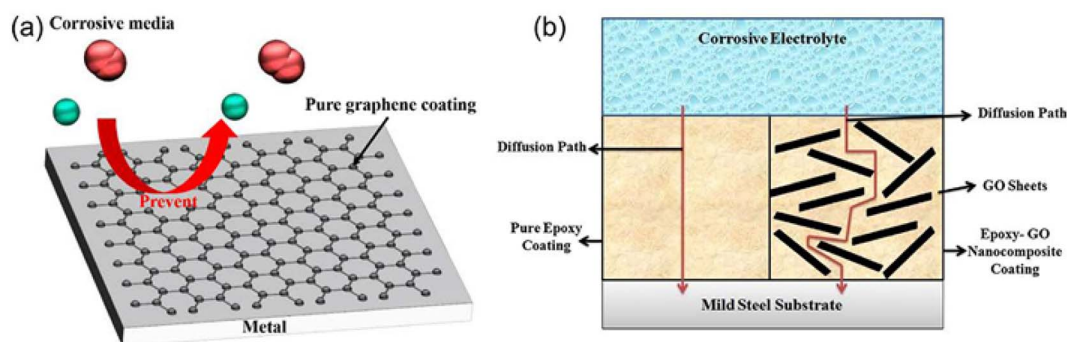 (a)
Corrosive media
Pure graphene coating
Prevent
Metal
(b)
Corrosive Electrolyte
Diffusion Path
Diffusion Path
GO Sheets
Pure Epoxy
Coating
Epoxy- GO
Nanocomposite
Coating
Mild Steel Substrate